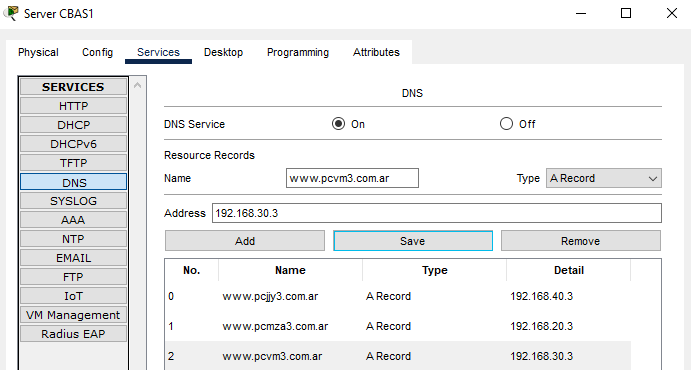 Server CBAS1
Physical Config Services Desktop Programming Attributes
SERVICES
HTTP
DHCP
DHCPv6
TFTP
DNS
SYSLOG
AAA
NTP
EMAIL
FTP
IoT
VM Management
Radius EAP
DNS
DNS Service On Off
Resource Records
Name www.pcvm3.com.ar Type A Record
Address 192.168.30.3
Add Save Remove
No. Name Type Detail
0 www.pcjjy3.com.ar A Record 192.168.40.3
1 www.pcmza3.com.ar A Record 192.168.20.3
2 www.pcvm3.com.ar A Record 192.168.30.3